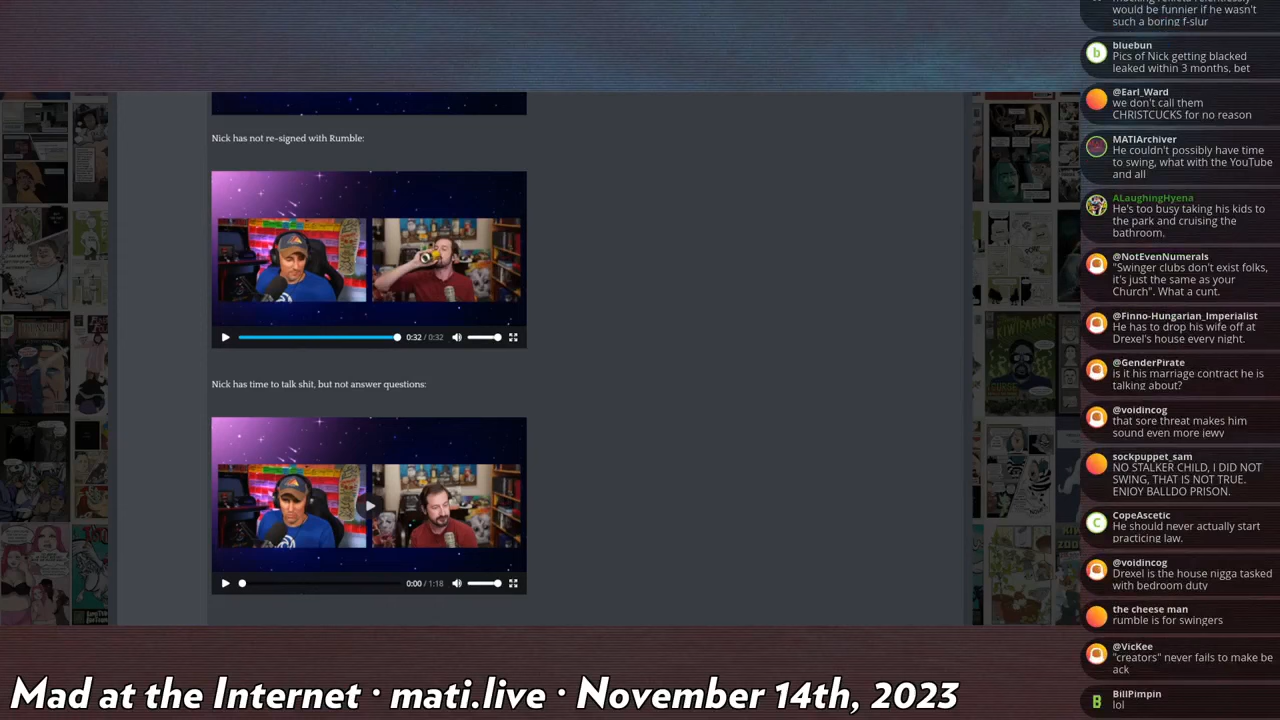 would be funnier if he wasn't
such a boring f-slur
bluebun
Pics of Nick getting blacked
leaked within 3 months, bet
@Earl_Ward
we don't call them
CHRISTCUCKS for no reason
MATIArchiver
He couldn't possibly have time
to swing, what with the YouTube
and all
ALaughingHyena
He's too busy taking his kids to
the park and cruising the
bathroom.
@NotEvenNumerals
"Swinger clubs don't exist folks,
it's just the same as your
Church". What a cunt.
@Finno-Hungarian_Imperialist
He has to drop his wife off at
Drexel's house every night.
@GenderPirate
is it his marriage contract he is
talking about?
@voidincog
that sore threat makes him
sound even more jewy
sockpuppet_sam
NO STALKER CHILD, I DID NOT
SWING, THAT IS NOT TRUE.
ENJOY BALLDO PRISON.
CopeAscetic
He should never actually start
practicing law.
@voidincog
Drexel is the house nigga tasked
with bedroom duty
the cheese man
rumble is for swingers
@VicKee
"creators" never fails to make be
ack
BillPimpin
lol
Nick has not re-signed with Rumble:
0:32 / 0:32
Nick has time to talk shit, but not answer questions:
0:00 / 1:18
Mad at the Internet · mati.live · November 14th, 2023